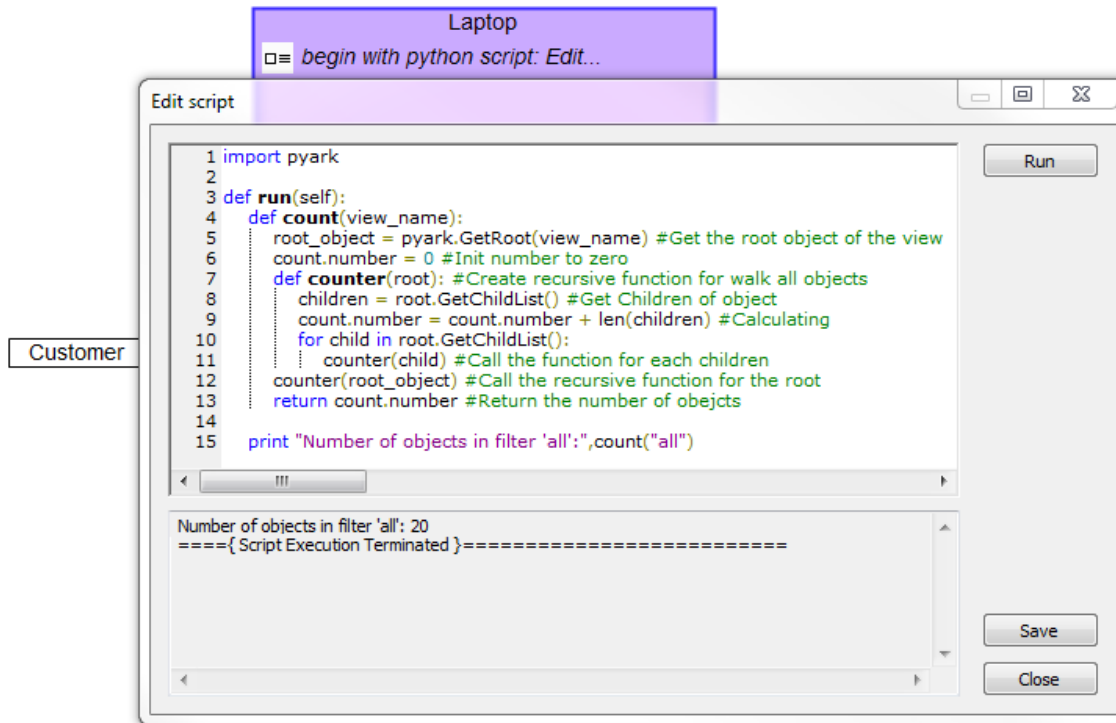 Laptop
begin with python script: Edit...
Edit script
1 import pyark
2
3 def run(self):
4     def count(view_name):
5         root_object = pyark.GetRoot(view_name) #Get the root object of the view
6         count.number = 0 #Init number to zero
7         def counter(root): #Create recursive function for walk all objects
8             children = root.GetChildList() #Get Children of object
9             count.number = count.number + len(children) #Calculating
10             for child in root.GetChildList():
11                 counter(child) #Call the function for each children
12         counter(root_object) #Call the recursive function for the root
13         return count.number #Return the number of obejcts
14
15     print "Number of objects in filter 'all':",count("all")
Run
Customer
Number of objects in filter 'all': 20
===={ Script Execution Terminated }==========================
Save
Close